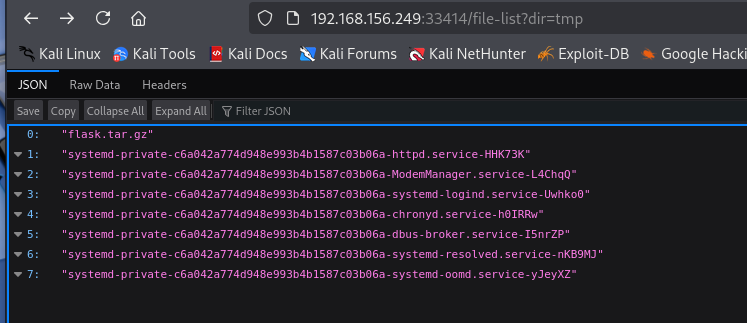 192.168.156.249:33414/file-list?dir=tmp
Kali Linux Kali Tools Kali Docs Kali Forums Kali NetHunter Exploit-DB Google Hacki
JSON Raw Data Headers
Save Copy Collapse All Expand All Filter JSON
0: "flask.tar.gz"
1: "systemd-private-c6a042a774d948e993b4b1587c03b06a-httpd.service-HHK73K"
2: "systemd-private-c6a042a774d948e993b4b1587c03b06a-ModemManager.service-L4ChqQ"
3: "systemd-private-c6a042a774d948e993b4b1587c03b06a-systemd-logind.service-Uwhko0"
4: "systemd-private-c6a042a774d948e993b4b1587c03b06a-chronyd.service-h0IRRw"
5: "systemd-private-c6a042a774d948e993b4b1587c03b06a-dbus-broker.service-I5nrZP"
6: "systemd-private-c6a042a774d948e993b4b1587c03b06a-systemd-resolved.service-nKB9MJ"
7: "systemd-private-c6a042a774d948e993b4b1587c03b06a-systemd-oomd.service-yJeyXZ"